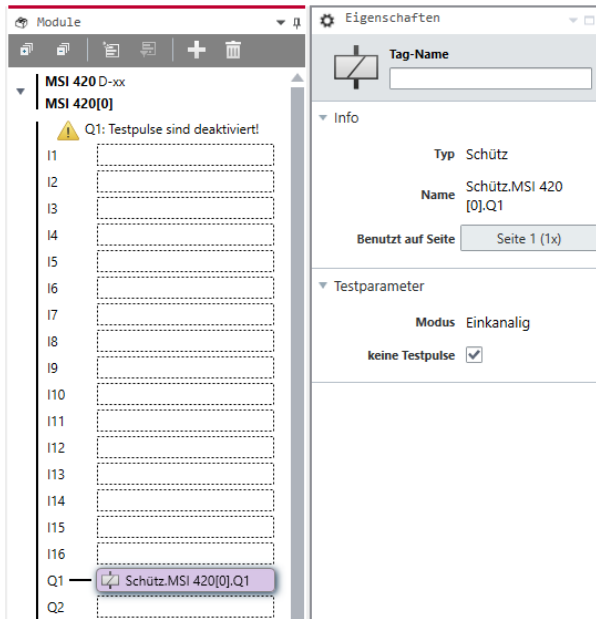 Module
MSI 420 D-xx
MSI 420[0]
Q1: Testpulse sind deaktiviert!
I1
I2
I3
I4
I5
I6
I7
I8
I9
I10
I11
I12
I13
I14
I15
I16
Q1 Schütz.MSI 420[0].Q1
Q2
Eigenschaften
Tag-Name
Info
Typ Schütz
Name Schütz.MSI 420
[0].Q1
Benutzt auf Seite Seite 1 (1x)
Testparameter
Modus Einkanalig
keine Testpulse